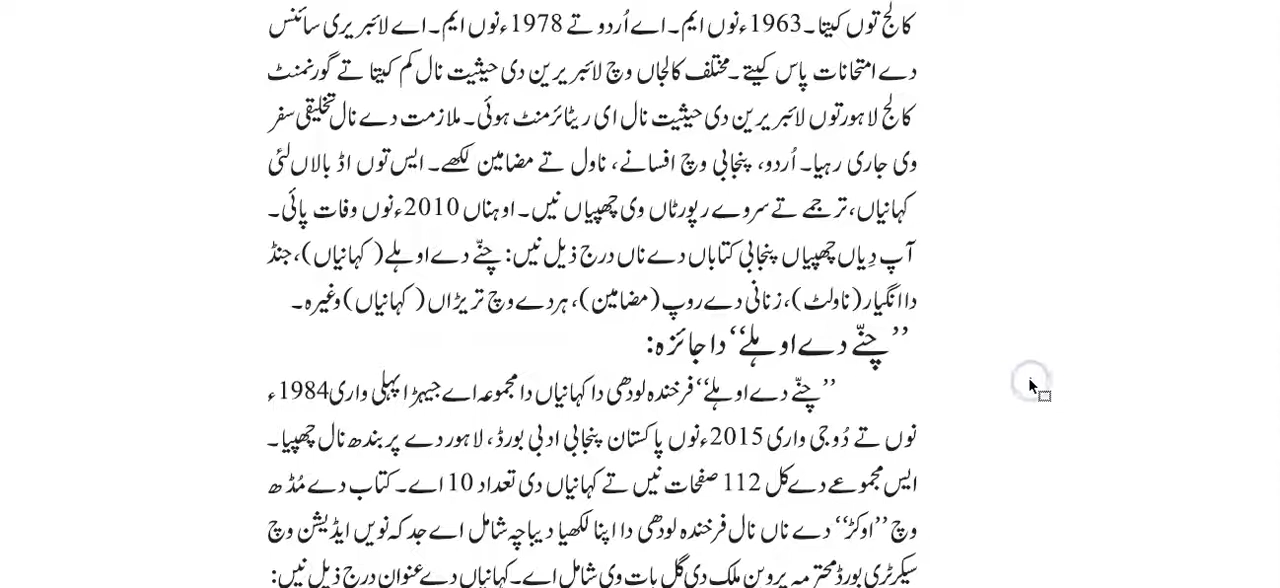 کالج توں کیتا۔ 1963ء نوں ایم۔اے اُردو تے 1978ء نوں ایم۔اے لائبریری سائنس
دے امتحانات پاس کیتے۔ مختلف کالجاں وچ لائبریرین دی حیثیت نال کم کیتا تے گورنمنٹ
کالج لاہور توں لائبریرین دی حیثیت نال ای ریٹائرمنٹ ہوئی۔ ملازمت دے نال تخلیقی سفر
وی جاری رہیا۔ اُردو، پنجابی وچ افسانے، ناول تے مضامین لکھے۔ ایس توں اڈ بالاں لئی
کہانیاں، ترجمے تے سروے رپورٹاں وی چھپیاں نیں۔ اوہناں 2010ء نوں وفات پائی۔
آپ دِیاں چھپیاں پنجابی کتاباں دے ناں درج ذیل نیں: چنّے دے اوہلے (کہانیاں)، جنڈ
دا انگیار (ناولٹ)، زنانی دے روپ (مضامین)، ہردے وچ تریڑاں (کہانیاں) وغیرہ۔
’’چنّے دے اوہلے‘‘ دا جائزہ:
’’چنّے دے اوہلے‘‘ فرخندہ لودھی دا کہانیاں دا مجموعہ اے جیہڑا پہلی واری 1984ء
نوں تے دُوجی واری 2015ء نوں پاکستان پنجابی ادبی بورڈ، لاہور دے پربندھ نال چھپیا۔
ایس مجموعے دے کل 112 صفحات نیں تے کہانیاں دی تعداد 10 اے۔ کتاب دے مُڈھ
وچ ’’اوکڑ‘‘ دے ناں نال فرخندہ لودھی دا اپنا لکھیا دیباچہ شامل اے جد کہ نویں ایڈیشن وچ
سیکرٹری بورڈ محترمہ پروین ملک دی گل بات وی شامل اے۔ کہانیاں دے عنوان درج ذیل نیں: